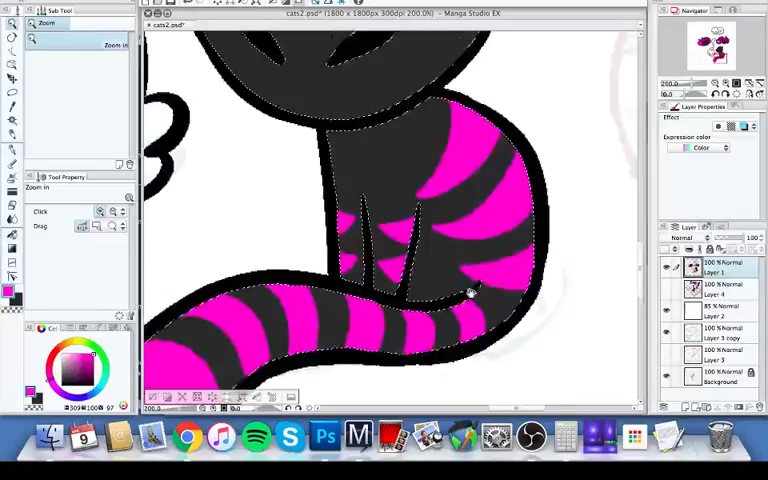 cats2.psd* (1800 x 1800px 300dpi 200.0%) - Manga Studio EX
Sub Tool
Zoom
Zoom in
cats2.psd*
Navigator
200.0
Layer Properties
Effect
Expression color
Color
Tool Property
Zoom in
Click
Drag
Layer
Normal
100
100 %Normal
Layer 1
100 %Normal
Layer 4
85 %Normal
Layer 2
100 %Normal
Layer 3 copy
100 %Normal
Layer 3
100 %Normal
Background
Col
309
100
97
200.0
9
Ps
M